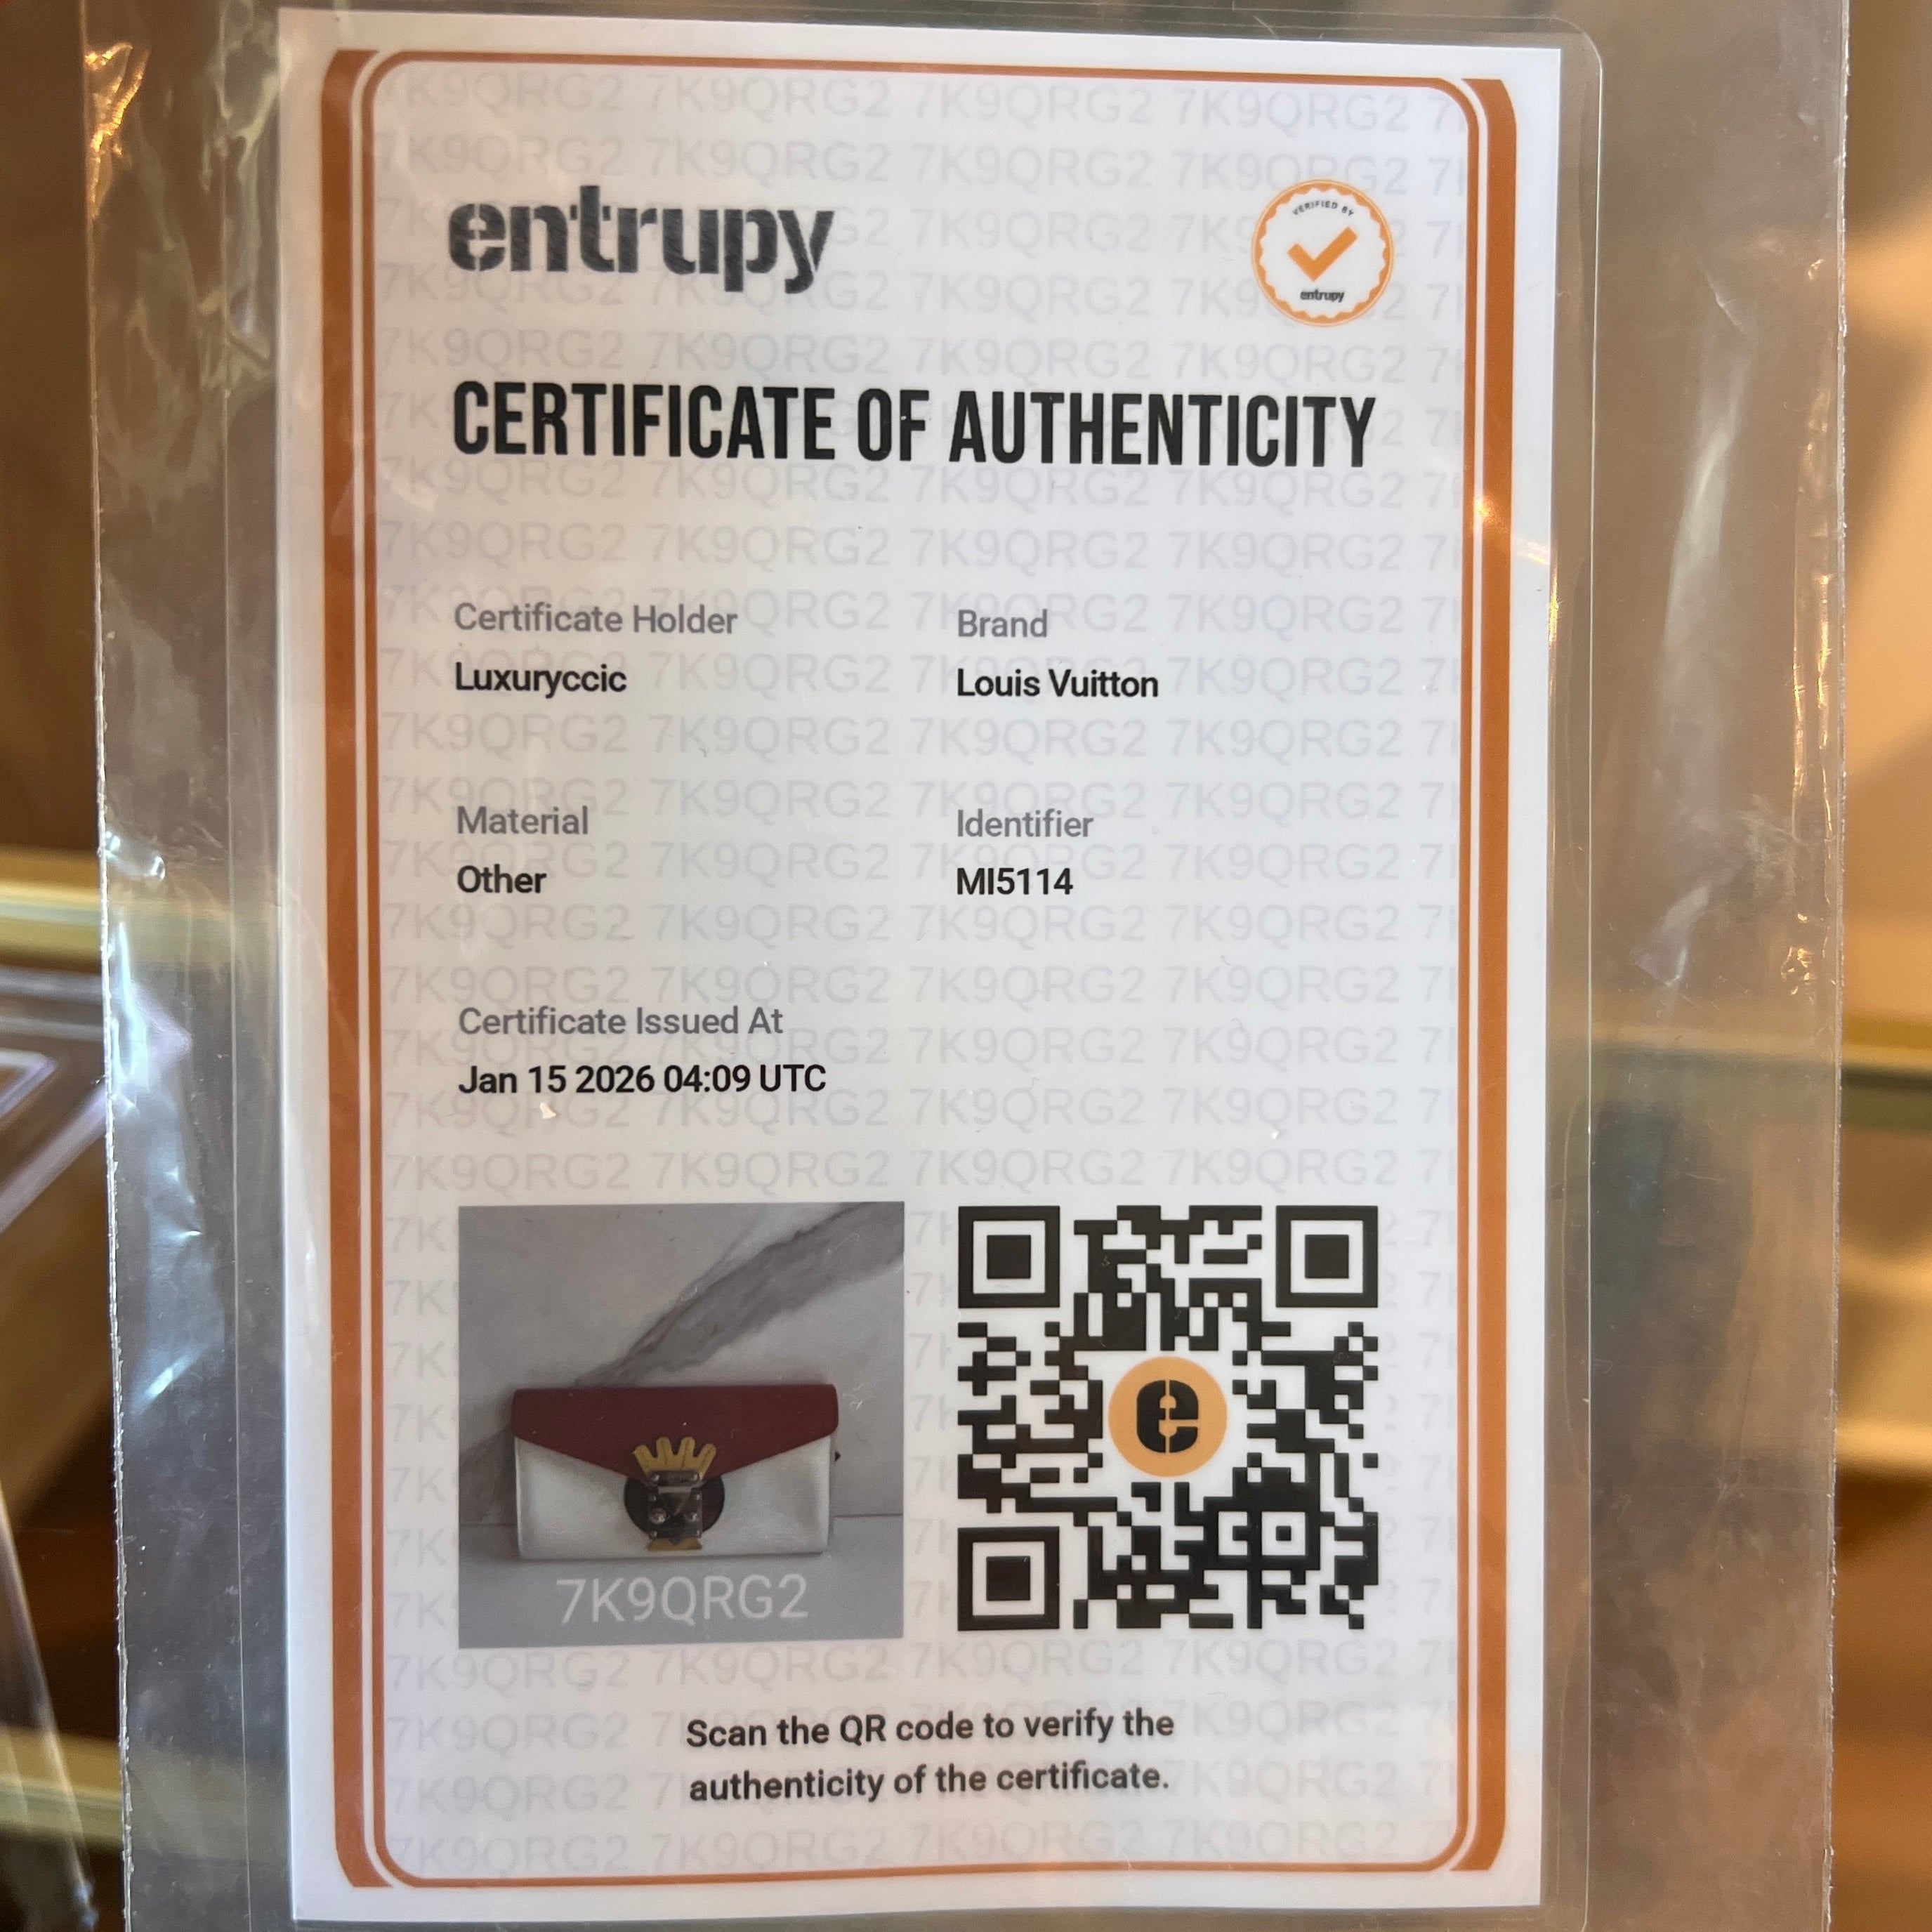 entrupy
VERIFIED BY
entrupy
CERTIFICATE OF AUTHENTICITY
Certificate Holder
Luxuryccic
Brand
Louis Vuitton
Material
Other
Identifier
MI5114
Certificate Issued At
Jan 15 2026 04:09 UTC
7K9QRG2
e
Scan the QR code to verify the
authenticity of the certificate.